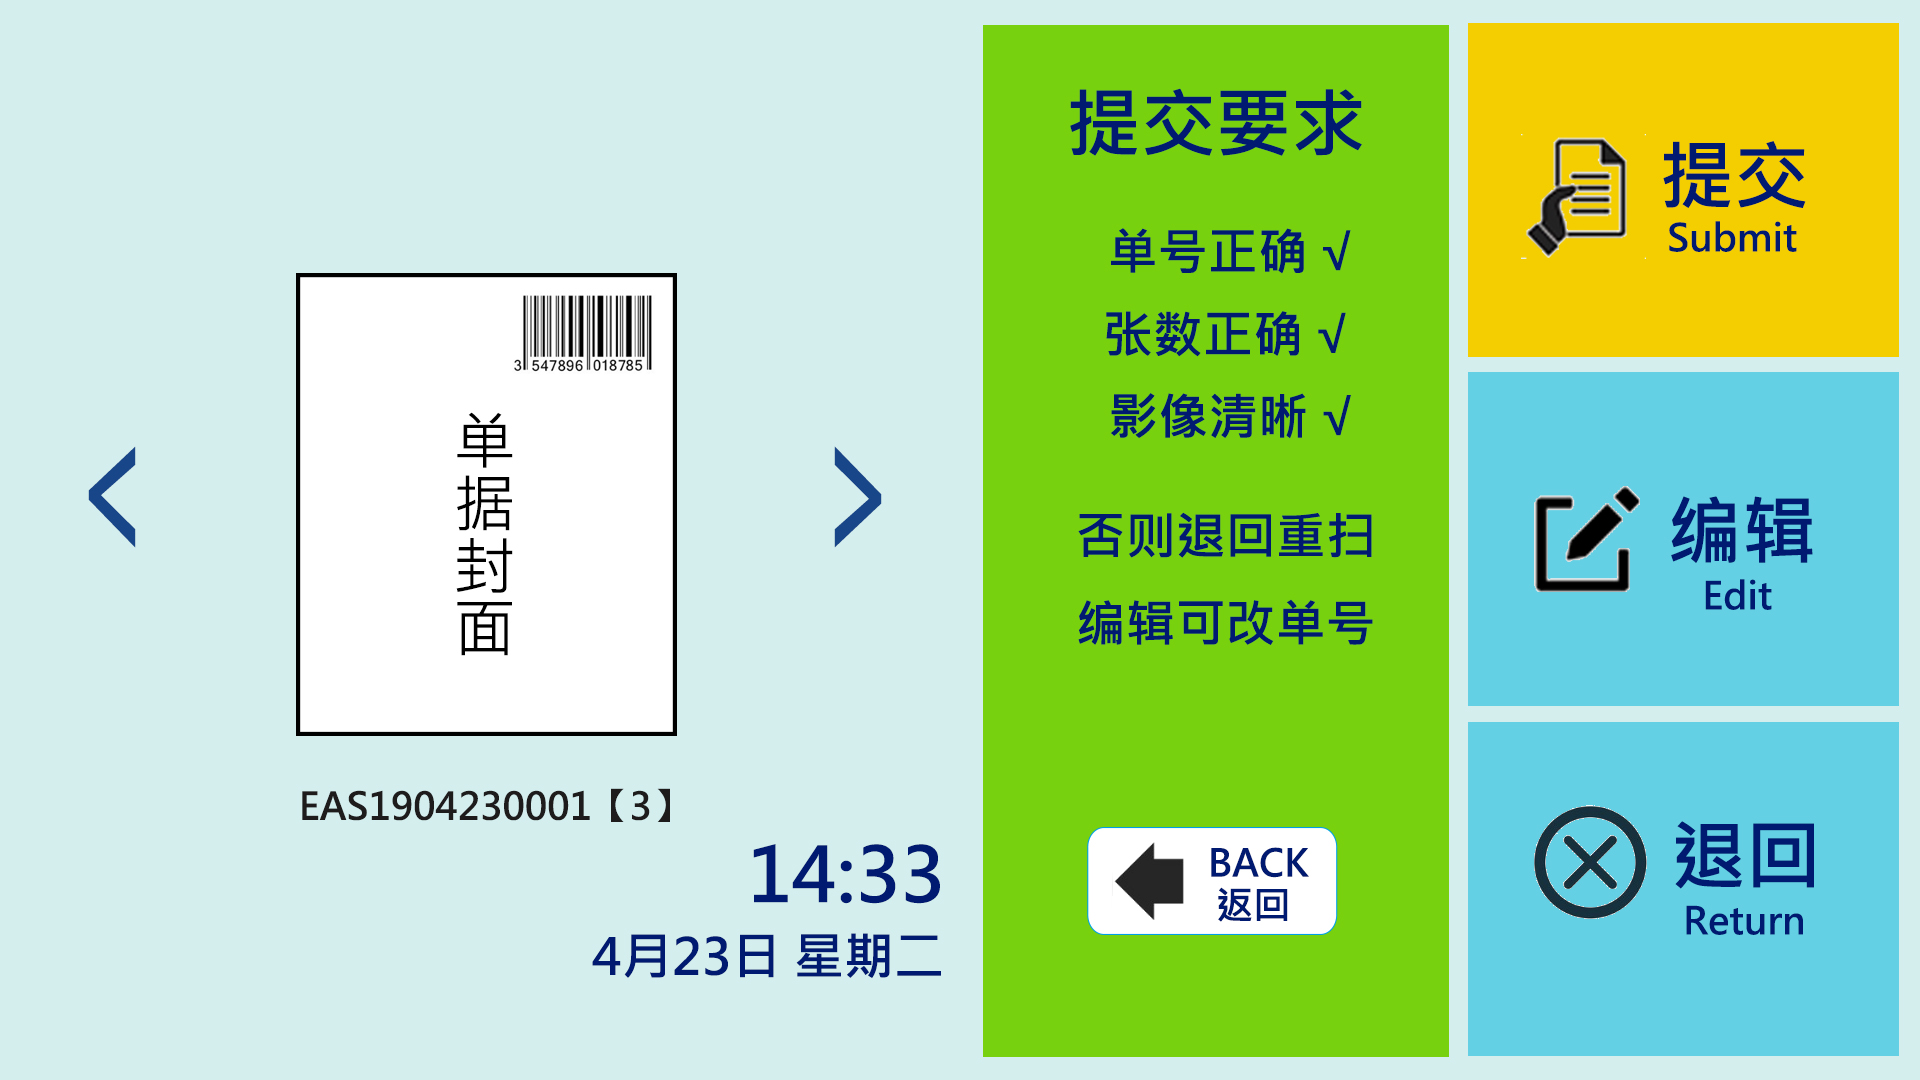 3 547896 018785
单
据
封
面
EAS1904230001【3】
14:33
4月23日 星期二
提交要求
单号正确 √
张数正确 √
影像清晰 √
否则退回重扫
编辑可改单号
BACK
返回
提交
Submit
编辑
Edit
退回
Return